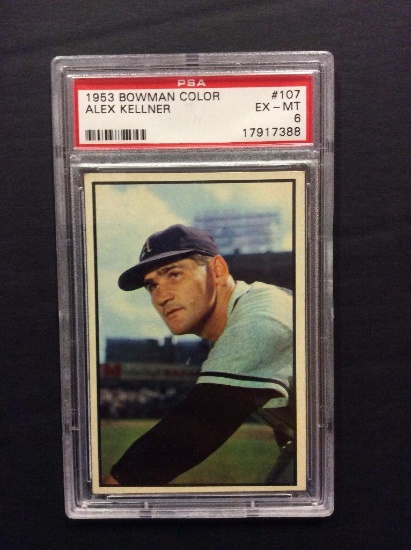 PSA
1953 BOWMAN COLOR #107
ALEX KELLNER EX - MT
6
17917388
A